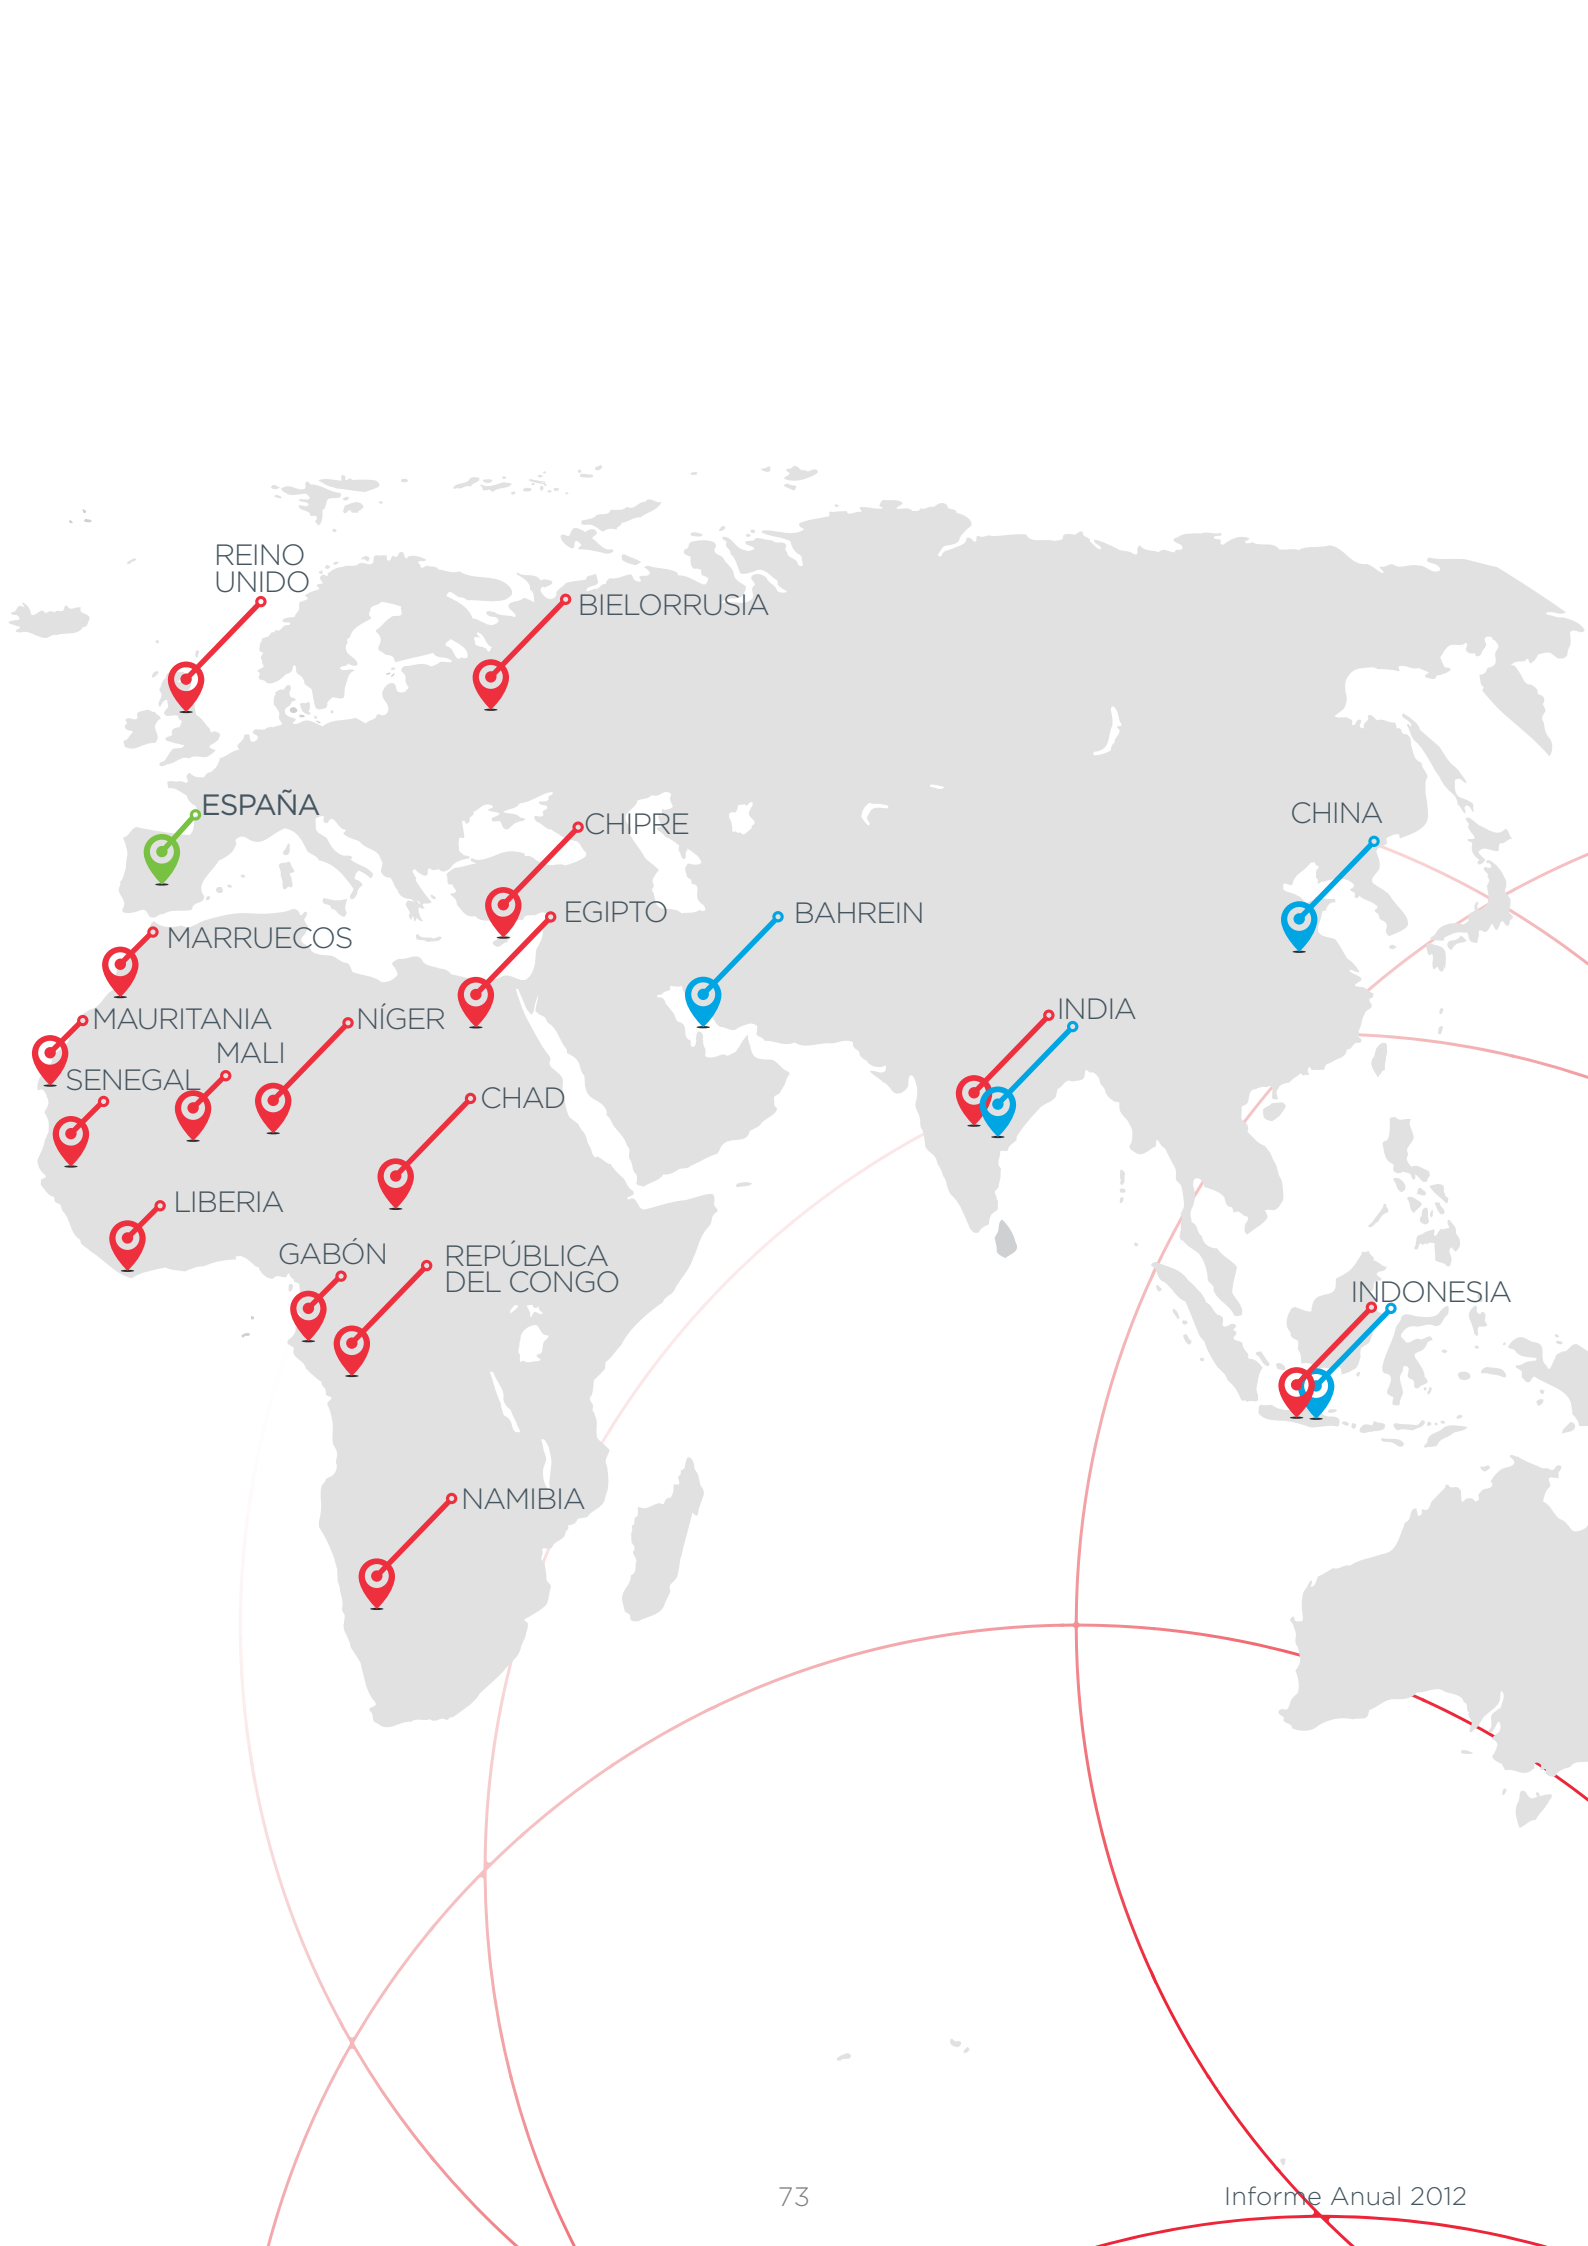 REINO
UNIDO
BIELORRUSIA
ESPAÑA
CHIPRE
CHINA
EGIPTO
BAHREIN
MARRUECOS
INDIA
MAURITANIA
NÍGER
MALI
SENEGAL
CHAD
LIBERIA
GABÓN
REPÚBLICA
DEL CONGO
INDONESIA
NAMIBIA
73
Informe Anual 2012